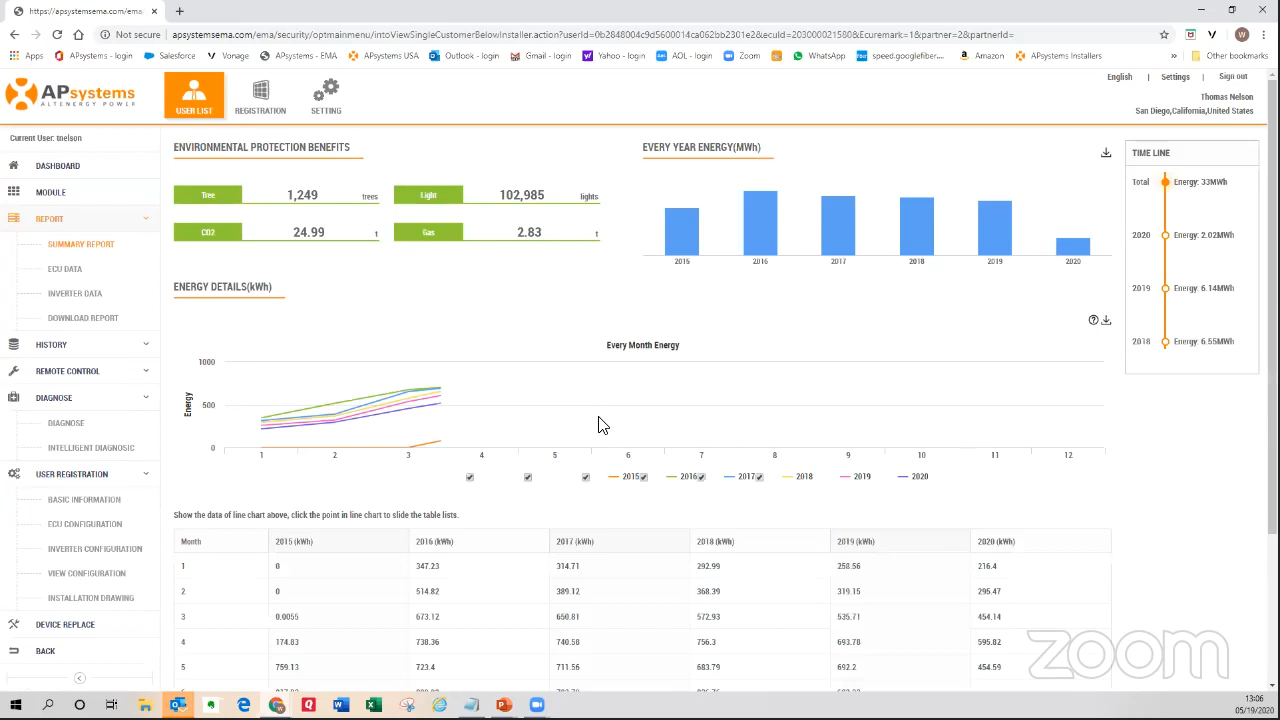 https://apsystemsema.com/ema
Not secure
apsystemsema.com/ema/security/optmainmenu/intoViewSingleCustomerBelowInstaller.action?userId=0b2848004c9d5600014ca062bb2301e2&ecuId=203000021580&Ecuremark=1&partner=2&partnerId=
Apps
APsystems - login
Salesforce
Vonage
APsystems - EMA
APsystems USA
Outlook - login
Gmail - login
Yahoo - login
AOL - login
Zoom
WhatsApp
speed.googlefiber....
Amazon
APsystems Installers
»
Other bookmarks
APsystems
ALTENERGY POWER
USER LIST
REGISTRATION
SETTING
English | Settings | Sign out
Thomas Nelson
San Diego,California,United States
Current User: tnelson
DASHBOARD
MODULE
REPORT
SUMMARY REPORT
ECU DATA
INVERTER DATA
DOWNLOAD REPORT
HISTORY
REMOTE CONTROL
DIAGNOSE
DIAGNOSE
INTELLIGENT DIAGNOSIC
USER REGISTRATION
BASIC INFORMATION
ECU CONFIGURATION
INVERTER CONFIGURATION
VIEW CONFIGURATION
INSTALLATION DRAWING
DEVICE REPLACE
BACK
ENVIRONMENTAL PROTECTION BENEFITS
Tree 1,249 trees
Light 102,985 lights
CO2 24.99 t
Gas 2.83 t
EVERY YEAR ENERGY(MWh)
2015 2016 2017 2018 2019 2020
TIME LINE
Total Energy: 33MWh
2020 Energy: 2.02MWh
2019 Energy: 6.14MWh
2018 Energy: 6.55MWh
ENERGY DETAILS(kWh)
Every Month Energy
Energy
1000
500
0
1 2 3 4 5 6 7 8 9 10 11 12
2015 2016 2017 2018 2019 2020
Show the data of line chart above, click the point in line chart to slide the table lists.
Month 2015 (kWh) 2016 (kWh) 2017 (kWh) 2018 (kWh) 2019 (kWh) 2020 (kWh)
1 0 347.23 314.71 292.99 258.56 216.4
2 0 514.82 389.12 368.39 319.15 295.47
3 0.0055 673.12 650.81 572.93 535.71 454.14
4 174.83 738.36 740.58 756.3 693.78 595.82
5 759.13 723.4 711.56 683.79 692.2 454.59
zoom
13:06
05/19/2020